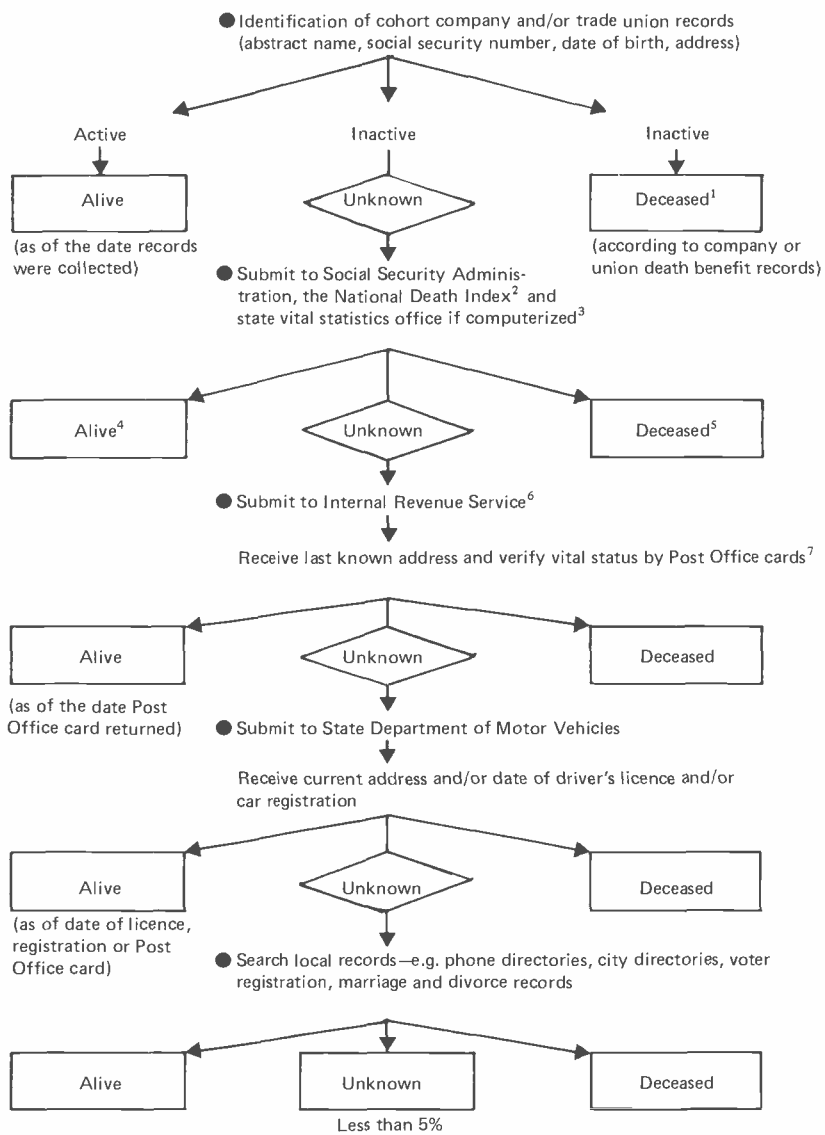 ● Identification of cohort company and/or trade union records
(abstract name, social security number, date of birth, address)
Active
Inactive
Inactive
Alive
Unknown
Deceased¹
(as of the date records
were collected)
(according to company or
union death benefit records)
● Submit to Social Security Adminis-
tration, the National Death Index² and
state vital statistics office if computerized³
Alive⁴
Unknown
Deceased⁵
● Submit to Internal Revenue Service⁶
Receive last known address and verify vital status by Post Office cards⁷
Alive
Unknown
Deceased
(as of the date Post
Office card returned)
● Submit to State Department of Motor Vehicles
Receive current address and/or date of driver's licence and/or
car registration
Alive
Unknown
Deceased
(as of date of licence,
registration or Post
Office card)
● Search local records—e.g. phone directories, city directories, voter
registration, marriage and divorce records
Alive
Unknown
Deceased
Less than 5%